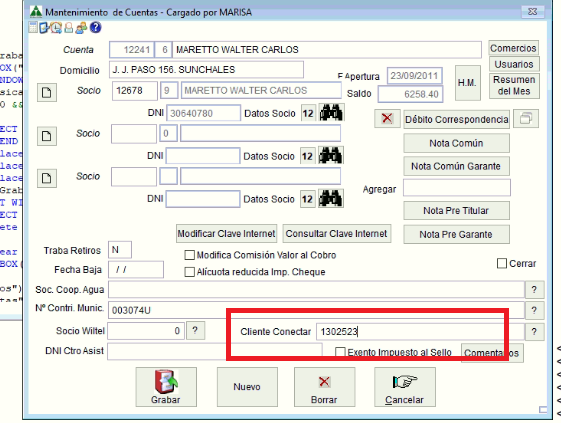 Mantenimiento de Cuentas - Cargado por MARISA
Cuenta 12241 6 MARETTO WALTER CARLOS Comercios
Domicilio J. J. PASO 156. SUNCHALES Usuarios
F.Apertura 23/09/2011 H.M. Resumen del Mes
Socio 12678 9 MARETTO WALTER CARLOS Saldo 6258.40
DNI 30640780 Datos Socio 12 Débito Correspondencia
Socio 0 Nota Común
DNI Datos Socio 12 Nota Común Garante
Socio Agregar
DNI Datos Socio 12 Nota Pre Titular
Modificar Clave Internet Consultar Clave Internet Nota Pre Garante
Traba Retiros N Modifica Comisión Valor al Cobro
Fecha Baja / / Alícuota reducida Imp. Cheque Cerrar
Soc. Coop. Agua ?
Nº Contri. Munic. 003074U ?
Socio Wiltel 0 ? Cliente Conectar 1302523 ?
DNI Ctro Asist Exento Impuesto al Sello Comentarios
Grabar Nuevo Borrar Cancelar